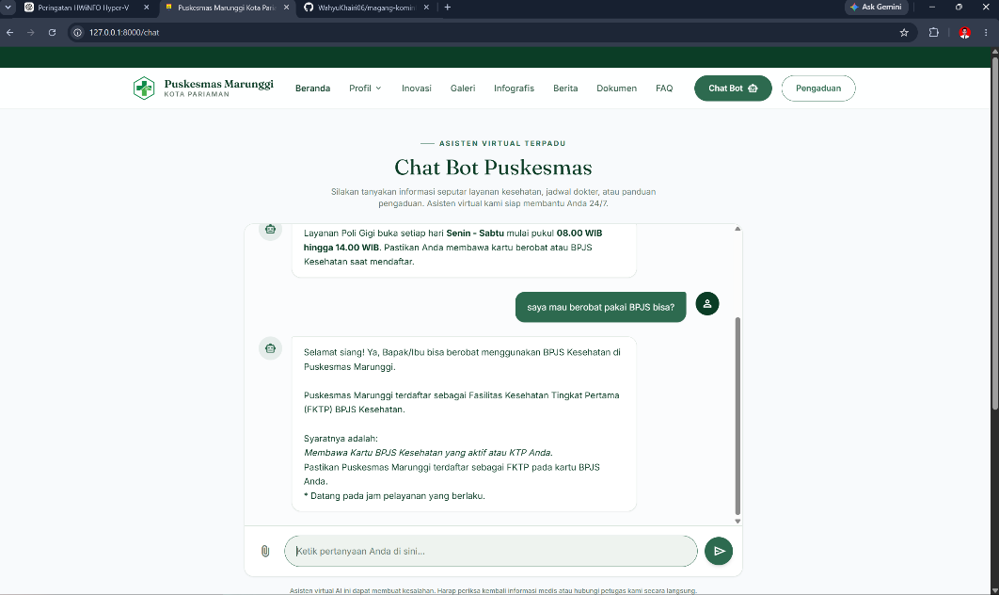 Peringatan HWiNFO Hyper-V
Puskesmas Marunggi Kota Paria
WahyuKhairi06/magang-komin
Ask Gemini
127.0.0.1:8000/chat
Puskesmas Marunggi
KOTA PARIAMAN
Beranda
Profil
Inovasi
Galeri
Infografis
Berita
Dokumen
FAQ
Chat Bot
Pengaduan
ASISTEN VIRTUAL TERPADU
Chat Bot Puskesmas
Silakan tanyakan informasi seputar layanan kesehatan, jadwal dokter, atau panduan
pengaduan. Asisten virtual kami siap membantu Anda 24/7.
Layanan Poli Gigi buka setiap hari Senin - Sabtu mulai pukul 08.00 WIB
hingga 14.00 WIB. Pastikan Anda membawa kartu berobat atau BPJS
Kesehatan saat mendaftar.
saya mau berobat pakai BPJS bisa?
Selamat siang! Ya, Bapak/Ibu bisa berobat menggunakan BPJS Kesehatan di
Puskesmas Marunggi.
Puskesmas Marunggi terdaftar sebagai Fasilitas Kesehatan Tingkat Pertama
(FKTP) BPJS Kesehatan.
Syaratnya adalah:
Membawa Kartu BPJS Kesehatan yang aktif atau KTP Anda.
Pastikan Puskesmas Marunggi terdaftar sebagai FKTP pada kartu BPJS
Anda.
* Datang pada jam pelayanan yang berlaku.
Ketik pertanyaan Anda di sini...
Asisten virtual AI ini dapat membuat kesalahan. Harap periksa kembali informasi medis atau hubungi petugas kami secara langsung.